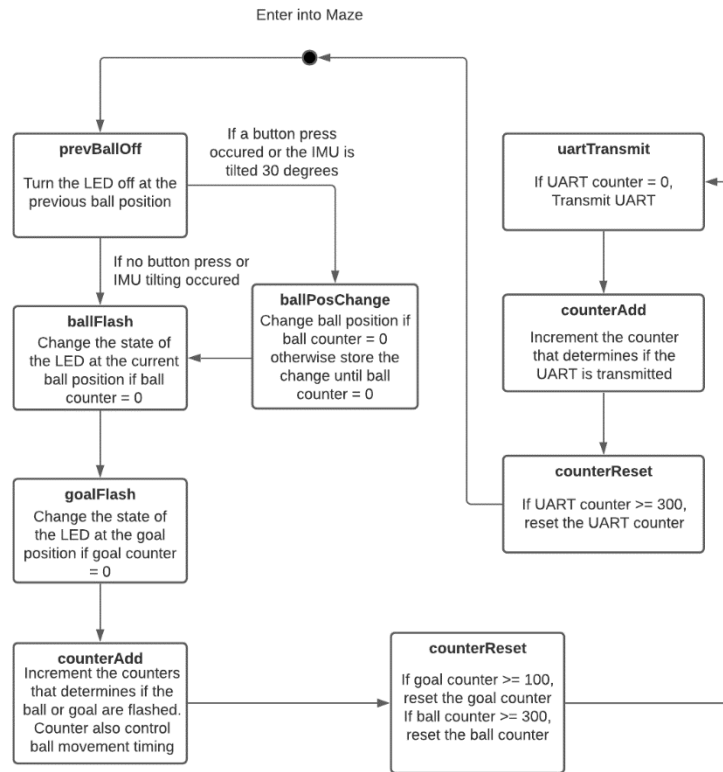 Enter into Maze
prevBallOff
Turn the LED off at the
previous ball position
If a button press
occured or the IMU is
tilted 30 degrees
If no button press or
IMU tilting occured
ballPosChange
Change ball position if
ball counter = 0
otherwise store the
change until ball
counter = 0
ballFlash
Change the state of
the LED at the current
ball position if ball
counter = 0
goalFlash
Change the state of
the LED at the goal
position if goal counter
= 0
counterAdd
Increment the counters
that determines if the
ball or goal are flashed.
Counter also control
ball movement timing
counterReset
If goal counter >= 100,
reset the goal counter
If ball counter >= 300,
reset the ball counter
uartTransmit
If UART counter = 0,
Transmit UART
counterAdd
Increment the counter
that determines if the
UART is transmitted
counterReset
If UART counter >= 300,
reset the UART counter